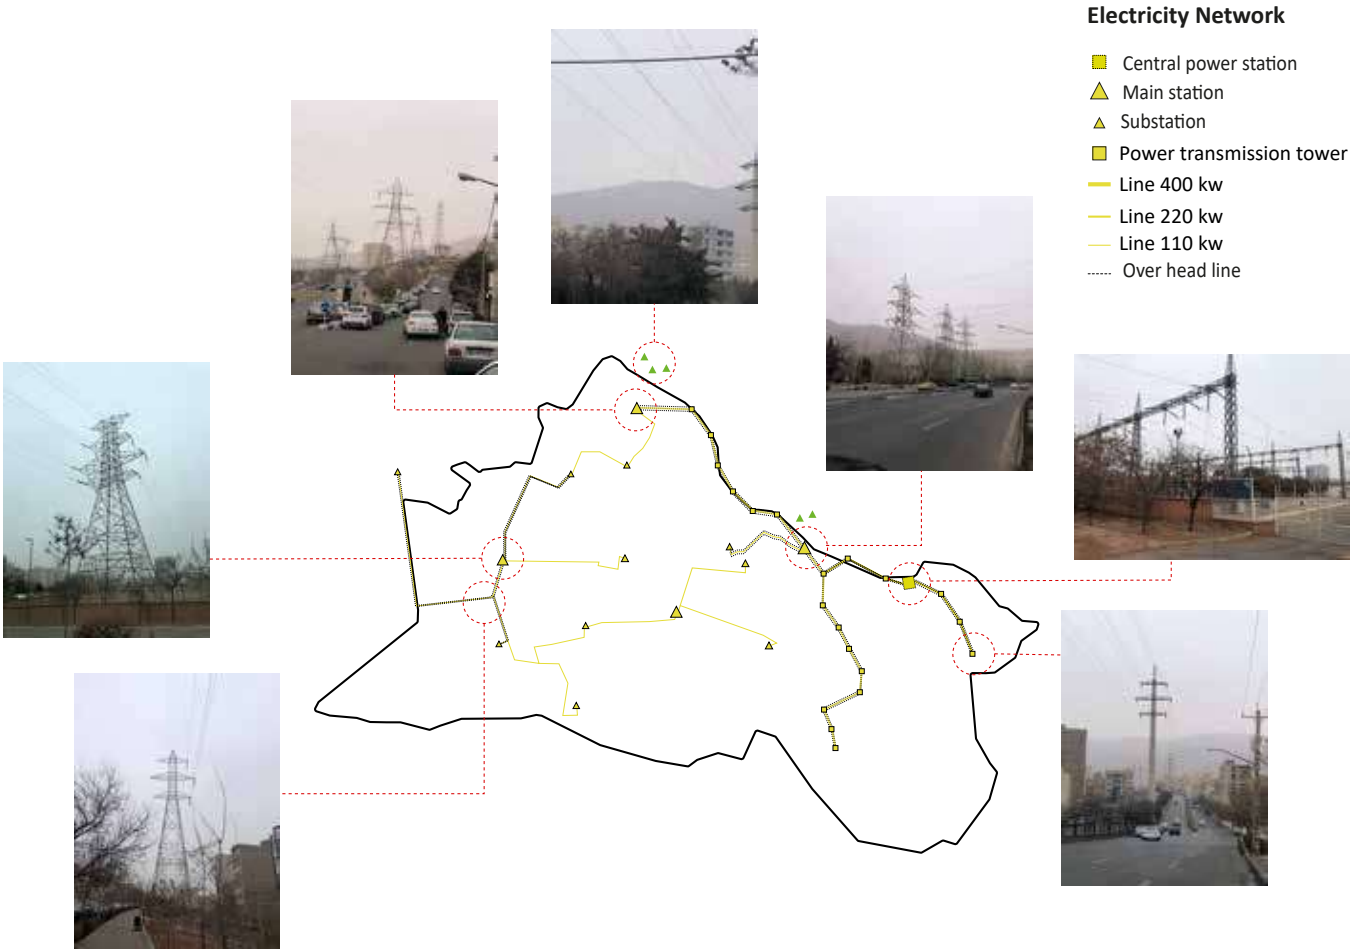 Electricity Network
Central power station
Main station
Substation
Power transmission tower
Line 400 kw
Line 220 kw
Line 110 kw
Over head line